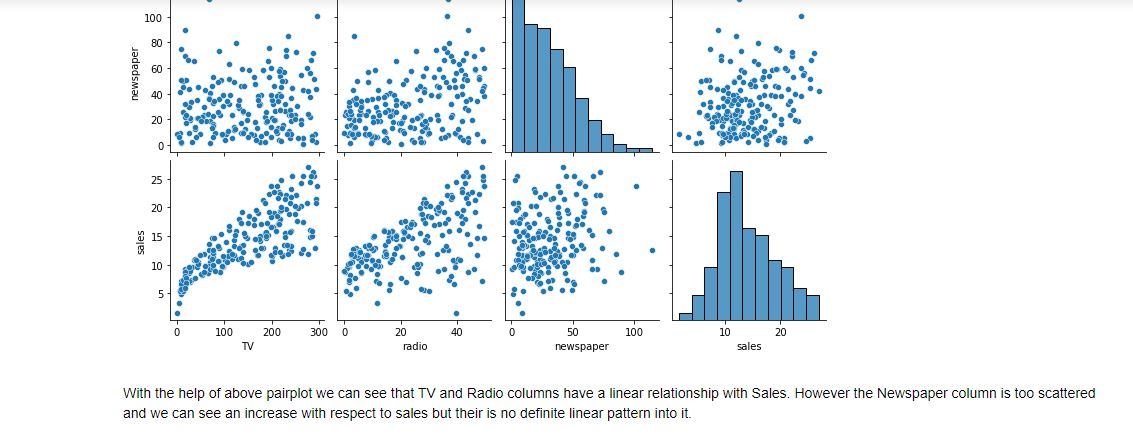 100
80
60
newspaper
40
20
0
25
20
sales
15
10
5
0 100 200 300 0 20 40 0 50 100 10 20
TV radio newspaper sales
With the help of above pairplot we can see that TV and Radio columns have a linear relationship with Sales. However the Newspaper column is too scattered
and we can see an increase with respect to sales but their is no definite linear pattern into it.